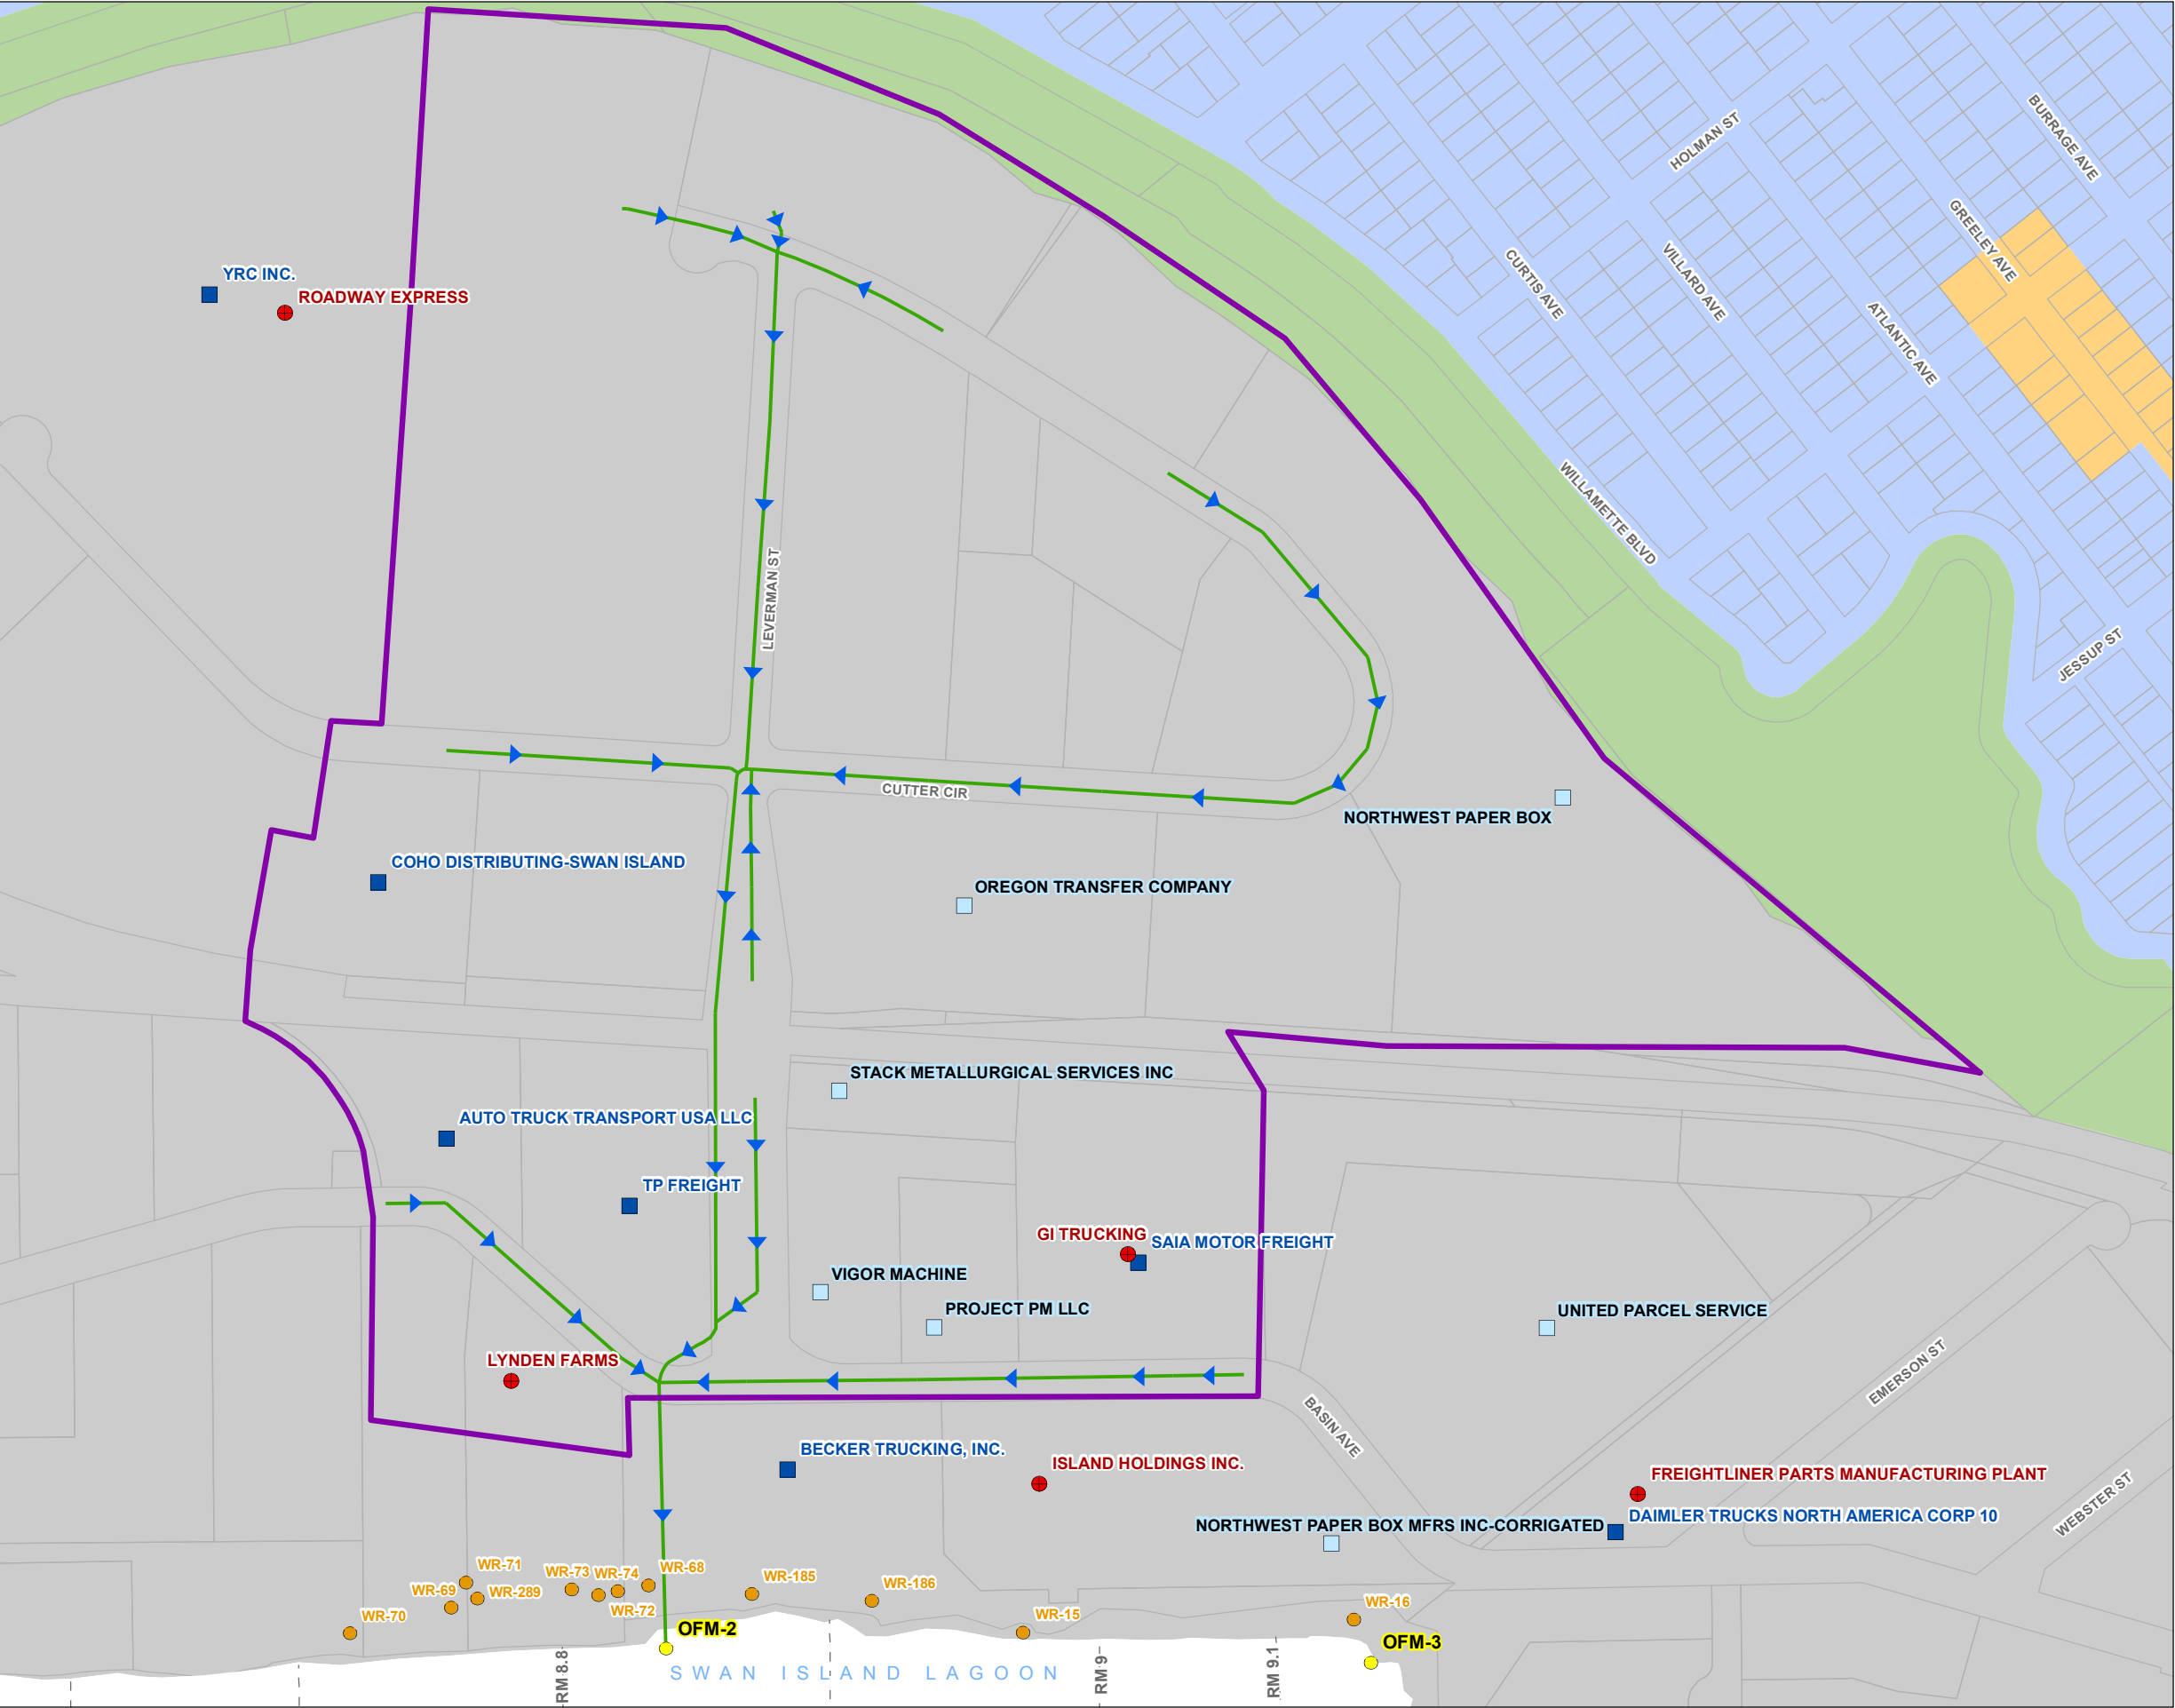 BURRAGE AVE
HOLMAN ST
GREELEY AVE
CURTIS AVE
VILLARD AVE
YRC INC.
ROADWAY EXPRESS
ATLANTIC AVE
WILLAMETTE BLVD
LEVERMAN ST
JESSUP ST
CUTTER CIR
NORTHWEST PAPER BOX
COHO DISTRIBUTING-SWAN ISLAND
OREGON TRANSFER COMPANY
STACK METALLURGICAL SERVICES INC
AUTO TRUCK TRANSPORT USA LLC
TP FREIGHT
GI TRUCKING
SAIA MOTOR FREIGHT
VIGOR MACHINE
PROJECT PM LLC
UNITED PARCEL SERVICE
LYNDEN FARMS
EMERSON ST
BASIN AVE
BECKER TRUCKING, INC.
ISLAND HOLDINGS INC.
FREIGHTLINER PARTS MANUFACTURING PLANT
WEBSTER ST
DAIMLER TRUCKS NORTH AMERICA CORP 10
NORTHWEST PAPER BOX MFRS INC-CORRIGATED
WR-71
WR-73
WR-74
WR-68
WR-185
WR-186
WR-69
WR-289
WR-72
WR-70
WR-15
WR-16
OFM-2
OFM-3
SWAN ISLAND LAGOON
RM 8.8
RM 9
RM 9.1